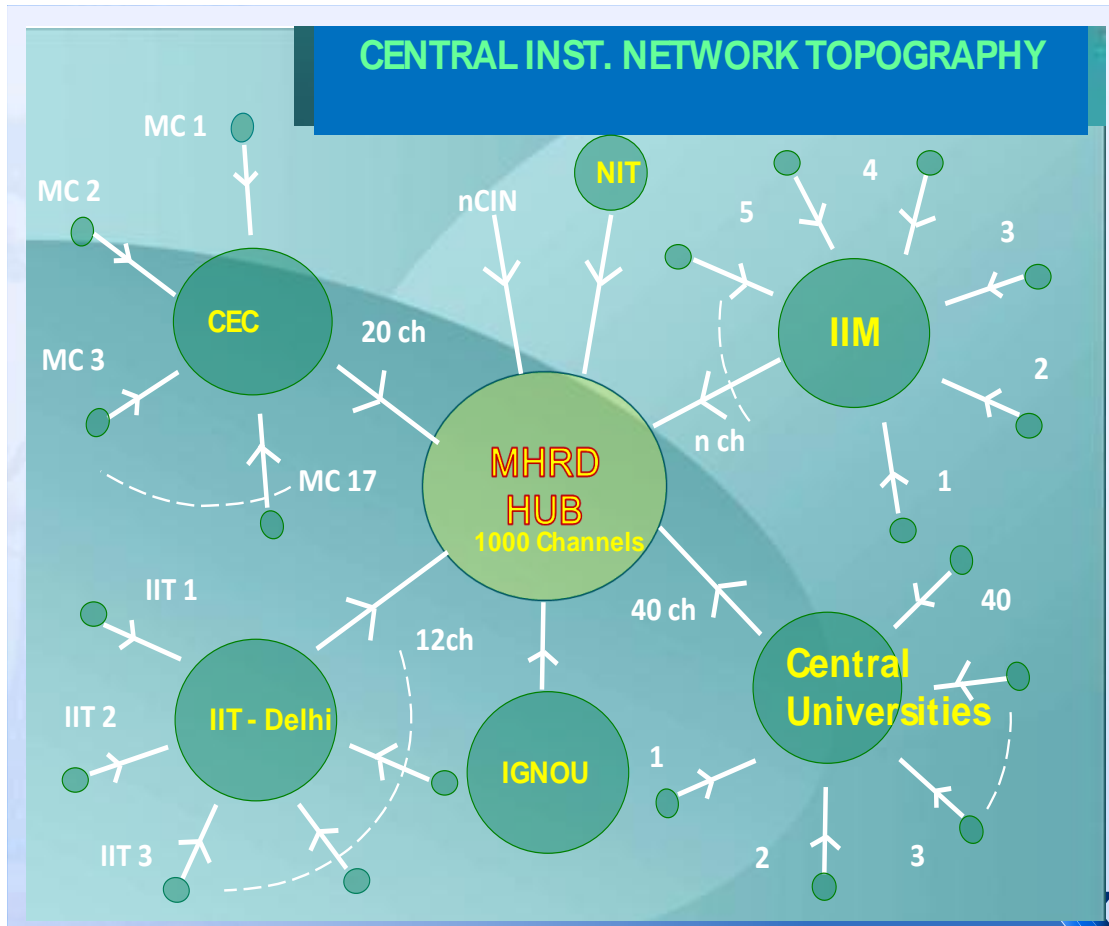 CENTRAL INST. NETWORK TOPOGRAPHY
MC 1
MC 2
MC 3
MC 17
CEC
20 ch
nCIN
NIT
5
4
3
2
1
IIM
n ch
MHRD
HUB
1000 Channels
IIT 1
IIT 2
IIT 3
IIT - Delhi
12ch
IGNOU
40 ch
40
Central
Universities
1
2
3